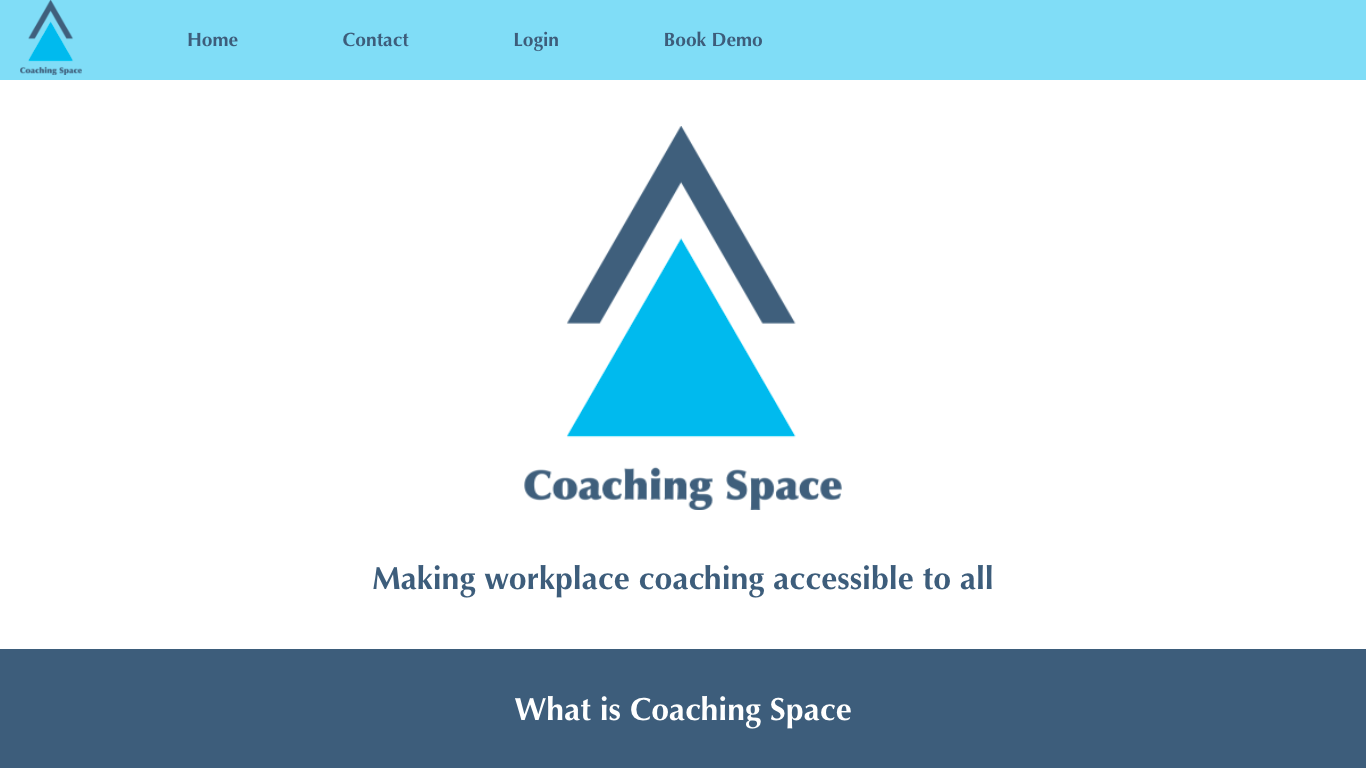 Coaching Space
Home Contact Login Book Demo
Coaching Space
Making workplace coaching accessible to all
What is Coaching Space